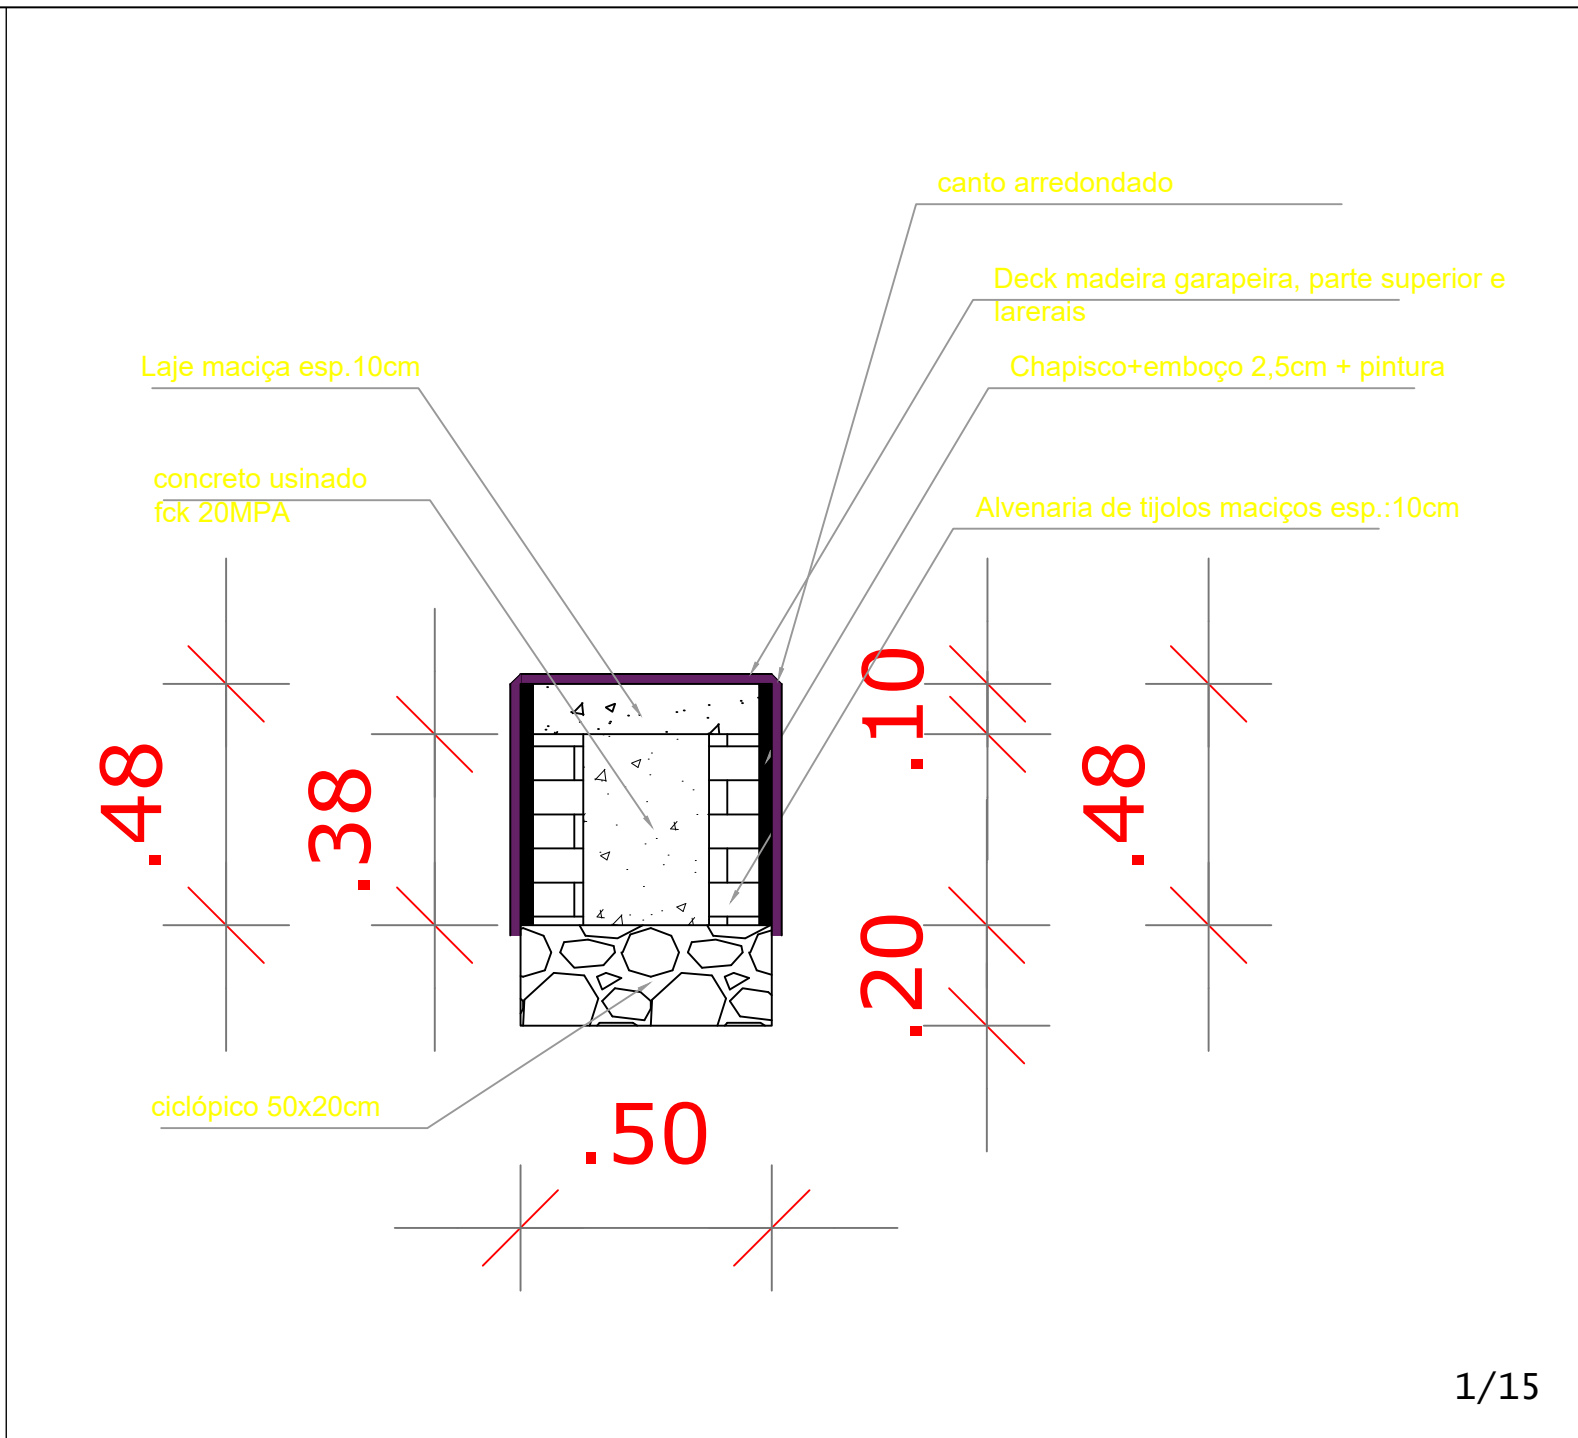 canto arredondado
Deck madeira garapeira, parte superior e
larerais
Laje maciça esp.10cm
Chapisco+emboço 2,5cm + pintura
concreto usinado
fck 20MPA
Alvenaria de tijolos maciços esp.:10cm
.48
.38
.10
.48
.20
ciclópico 50x20cm
.50
1/15